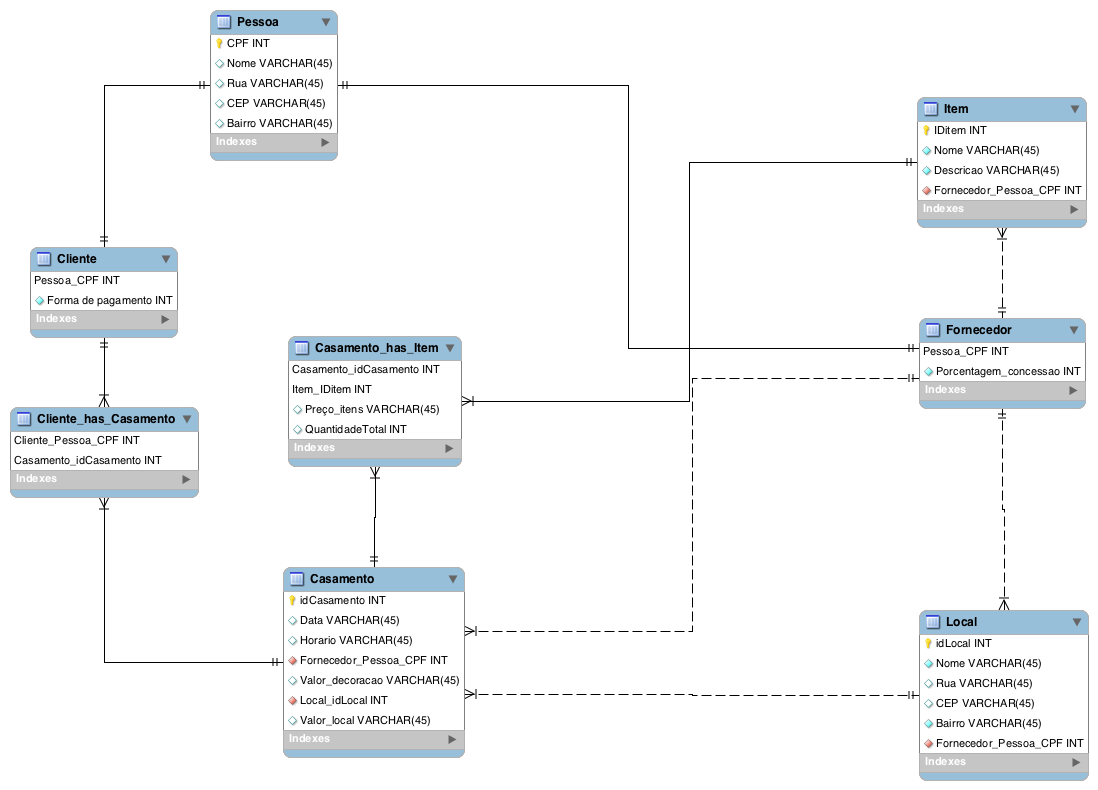 Pessoa
CPF INT
Nome VARCHAR(45)
Rua VARCHAR(45)
CEP VARCHAR(45)
Bairro VARCHAR(45)
Indexes
Item
IDitem INT
Nome VARCHAR(45)
Descricao VARCHAR(45)
Fornecedor_Pessoa_CPF INT
Indexes
Cliente
Pessoa_CPF INT
Forma de pagamento INT
Indexes
Casamento_has_Item
Casamento_idCasamento INT
Item_IDitem INT
Preço_itens VARCHAR(45)
QuantidadeTotal INT
Indexes
Fornecedor
Pessoa_CPF INT
Porcentagem_concessao INT
Indexes
Cliente_has_Casamento
Cliente_Pessoa_CPF INT
Casamento_idCasamento INT
Indexes
Casamento
idCasamento INT
Data VARCHAR(45)
Horario VARCHAR(45)
Fornecedor_Pessoa_CPF INT
Valor_decoracao VARCHAR(45)
Local_idLocal INT
Valor_local VARCHAR(45)
Indexes
Local
idLocal INT
Nome VARCHAR(45)
Rua VARCHAR(45)
CEP VARCHAR(45)
Bairro VARCHAR(45)
Fornecedor_Pessoa_CPF INT
Indexes